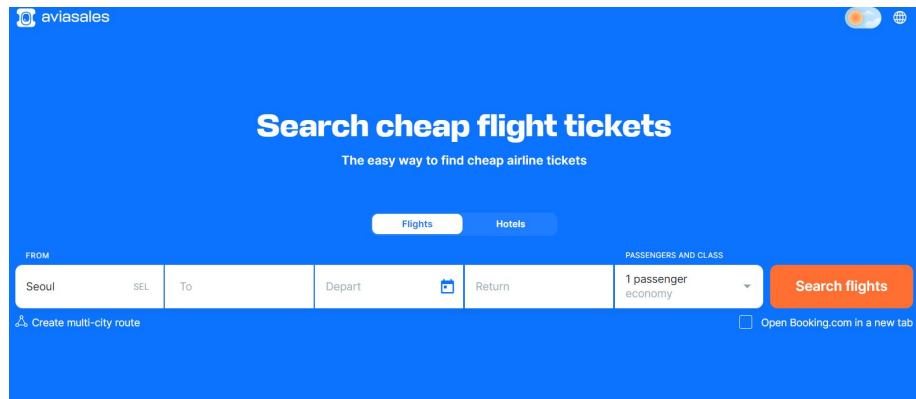 aviasales
Search cheap flight tickets
The easy way to find cheap airline tickets
Flights Hotels
FROM PASSENGERS AND CLASS
Seoul SEL To Depart Return 1 passenger
economy
Search flights
Create multi-city route Open Booking.com in a new tab